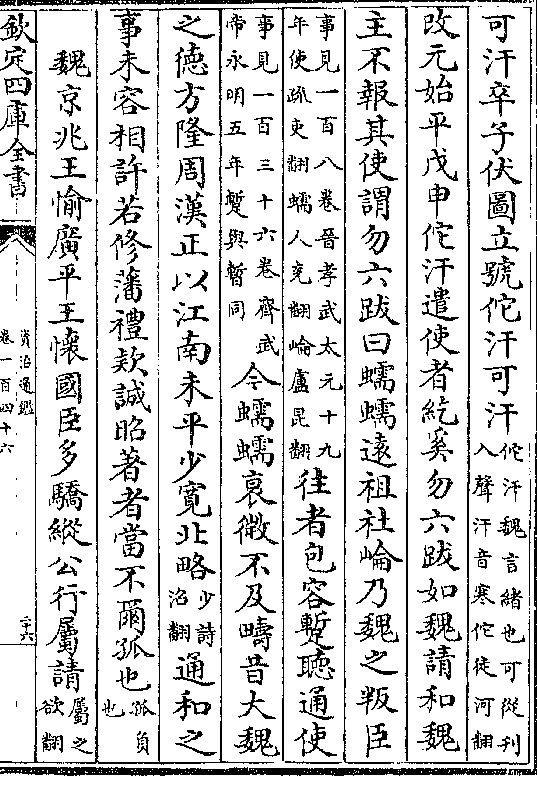 可汗卒子伏圖立號佗汗可汗佗汗魏言緒也可從刋入聲汗音寒佗徒河翻
改元始平戊申佗汗遣使者紇奚勿六跋如魏請和魏
主不報其使謂勿六跋曰蠕蠕遠祖社崘乃魏之叛臣
事見一百八卷晉孝武太元十九年使疏吏翻蠕人兖翻崘盧昆翻往者包容蹔聽通使
事見一百三十六卷齊武帝永明五年蹔與暫同今蠕蠕衰微不及疇昔大魏
之德方隆周漢正以江南未平少寛北略少詩沼翻通和之
事未容相許若修藩禮欵誠昭著者當不爾孤也孤負也
魏京兆王愉廣平王懷國臣多驕縱公行屬請屬之欲翻
欽定四庫全書
資治通鑑
卷一百四十六
二十六